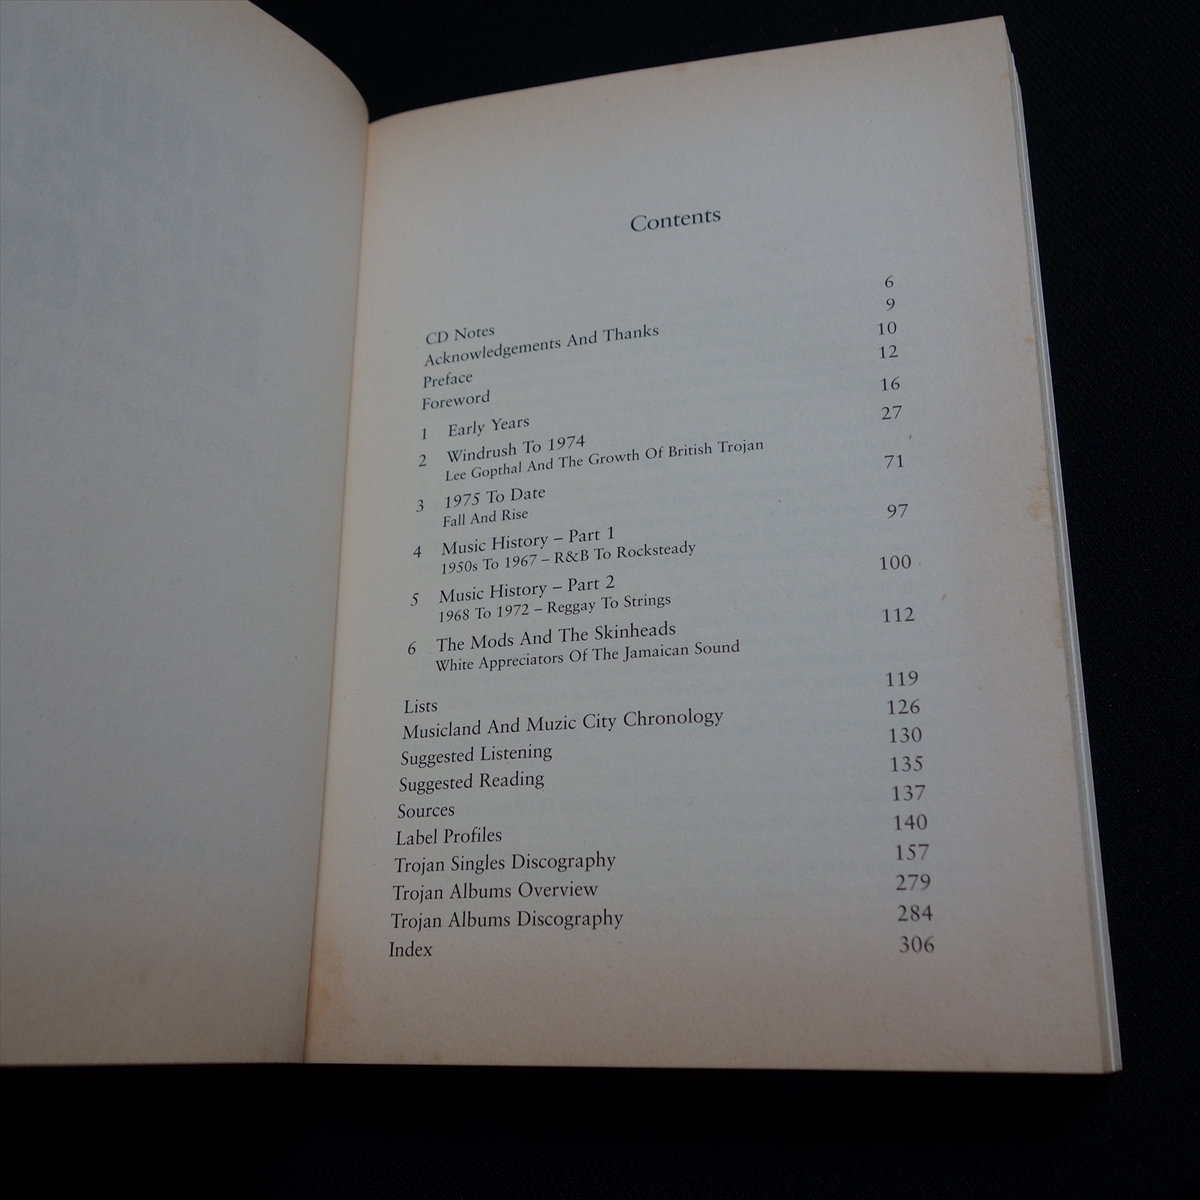 Contents
CD Notes 6
Acknowledgements And Thanks 9
Preface 10
Foreword 12
1 Early Years 16
2 Windrush To 1974 27
Lee Gopthal And The Growth Of British Trojan
3 1975 To Date 71
Fall And Rise
4 Music History – Part 1 97
1950s To 1967 – R&B To Rocksteady
5 Music History – Part 2 100
1968 To 1972 – Reggay To Strings
6 The Mods And The Skinheads 112
White Appreciators Of The Jamaican Sound
Lists 119
Musicland And Muzic City Chronology 126
Suggested Listening 130
Suggested Reading 135
Sources 137
Label Profiles 140
Trojan Singles Discography 157
Trojan Albums Overview 279
Trojan Albums Discography 284
Index 306